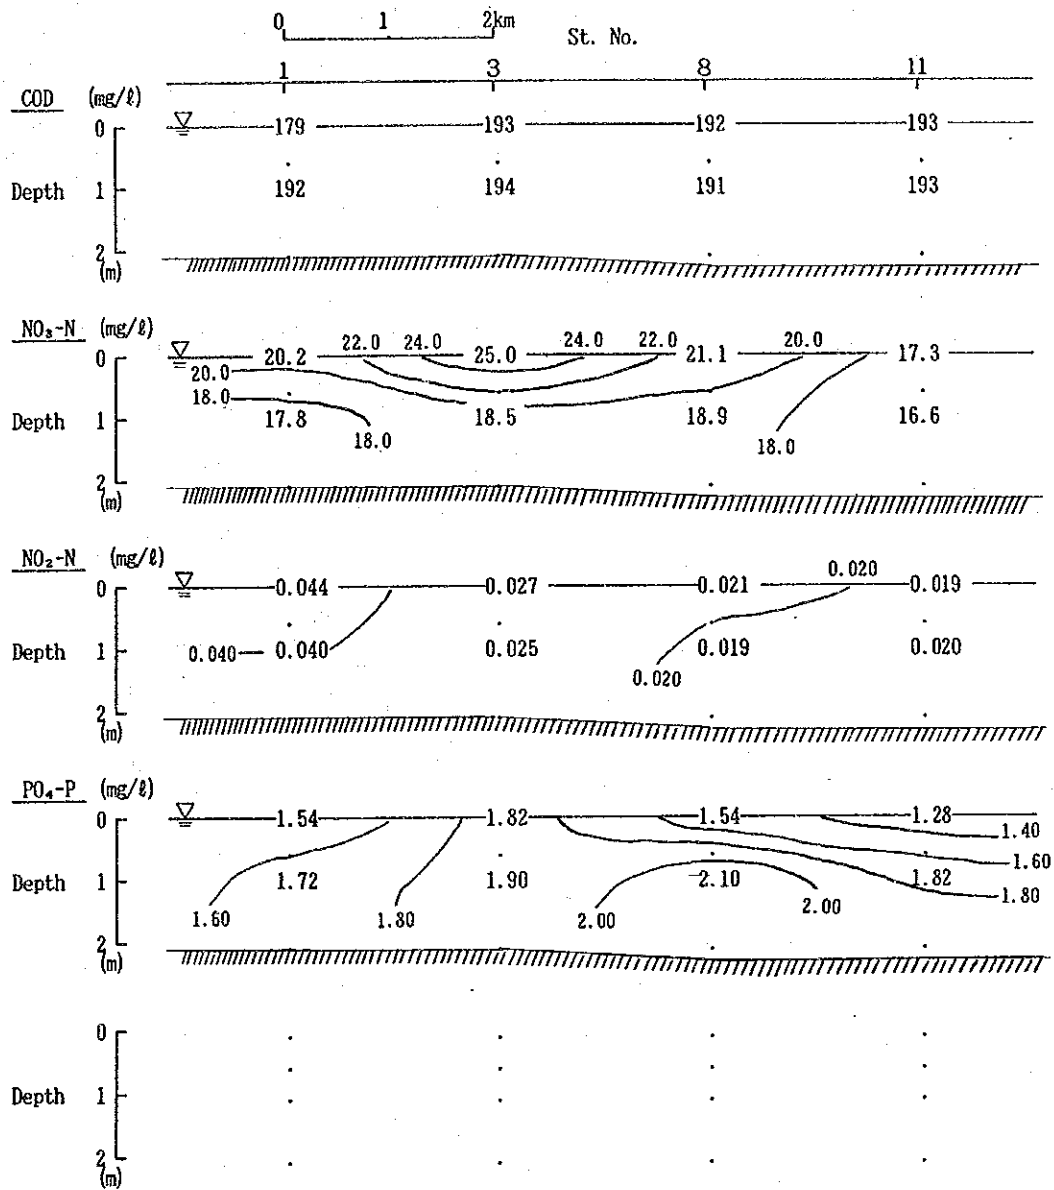 0 1 2km
St. No.
1 3 8 11
COD (mg/ℓ)
0 179 193 192 193
Depth 1 192 194 191 193
2
(m)
NO₃-N (mg/ℓ)
22.0 24.0 24.0 22.0 20.0
0 20.2 25.0 21.1 17.3
20.0
18.0
Depth 1 17.8 18.5 18.9 16.6
18.0 18.0
2
(m)
NO₂-N (mg/ℓ)
0.020
0 0.044 0.027 0.021 0.019
Depth 1 0.040 0.040 0.025 0.019 0.020
0.020
2
(m)
PO₄-P (mg/ℓ)
0 1.54 1.82 1.54 1.28
1.40
1.60
Depth 1 1.72 1.90 2.10 1.82
1.80
1.60 1.80 2.00 2.00
2
(m)
0
Depth 1
2
(m)